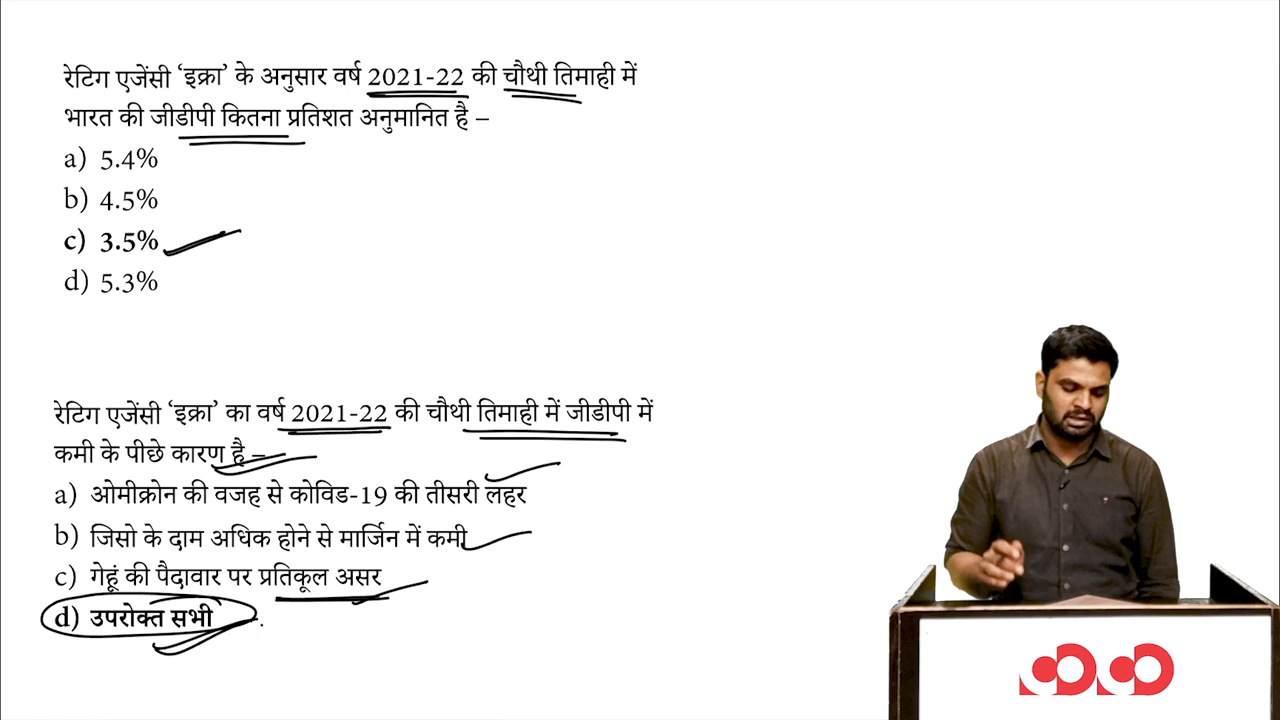 रेटिग एजेंसी ‘इक्रा’ के अनुसार वर्ष 2021-22 की चौथी तिमाही में
भारत की जीडीपी कितना प्रतिशत अनुमानित है –
a) 5.4%
b) 4.5%
c) 3.5%
d) 5.3%
रेटिग एजेंसी ‘इक्रा’ का वर्ष 2021-22 की चौथी तिमाही में जीडीपी में
कमी के पीछे कारण है –
a) ओमीक्रोन की वजह से कोविड-19 की तीसरी लहर
b) जिसो के दाम अधिक होने से मार्जिन में कमी
c) गेहूं की पैदावार पर प्रतिकूल असर
d) उपरोक्त सभी